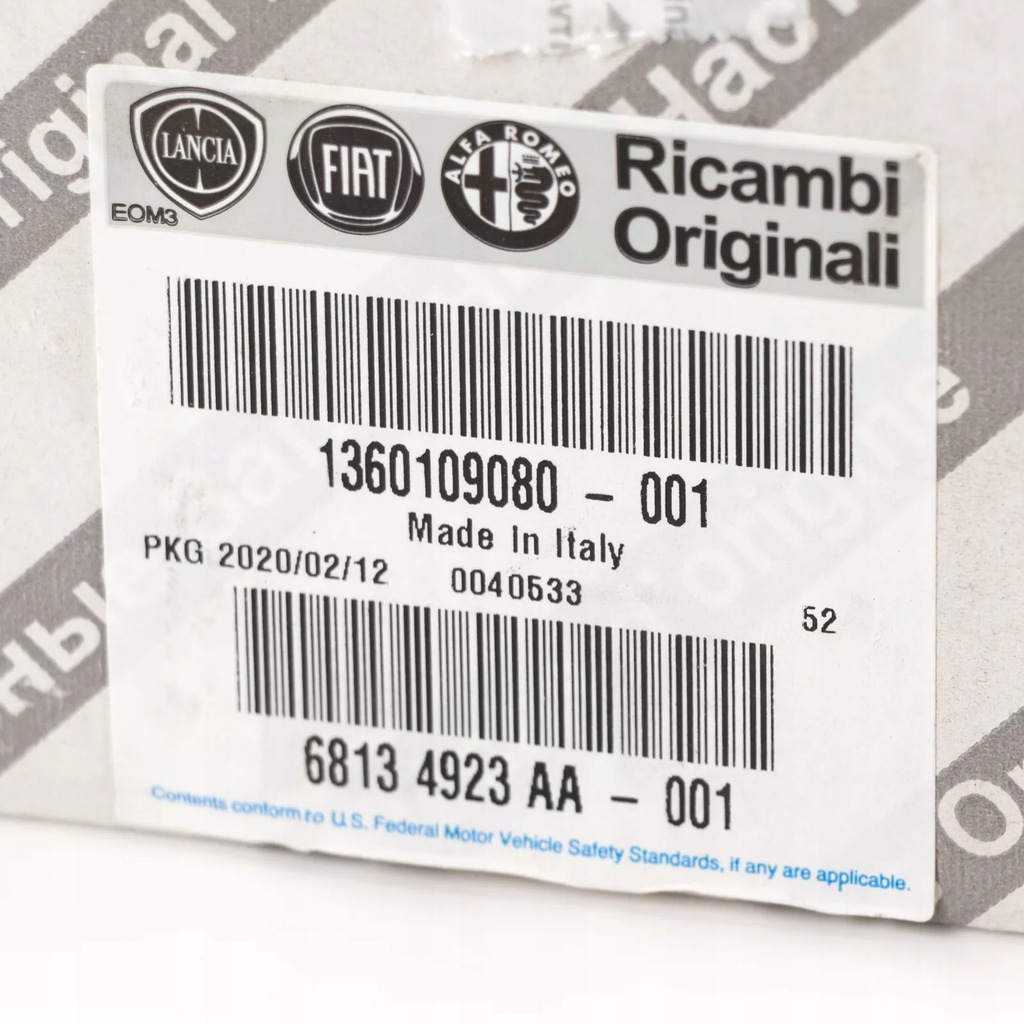 Original
LANCIA
FIAT
ALFA ROMEO
Ricambi
Originali
EOM3
1360109080 - 001
Made In Italy
PKG 2020/02/12 0040533
52
6813 4923 AA - 001
Contents conform to U.S. Federal Motor Vehicle Safety Standards, if any are applicable.